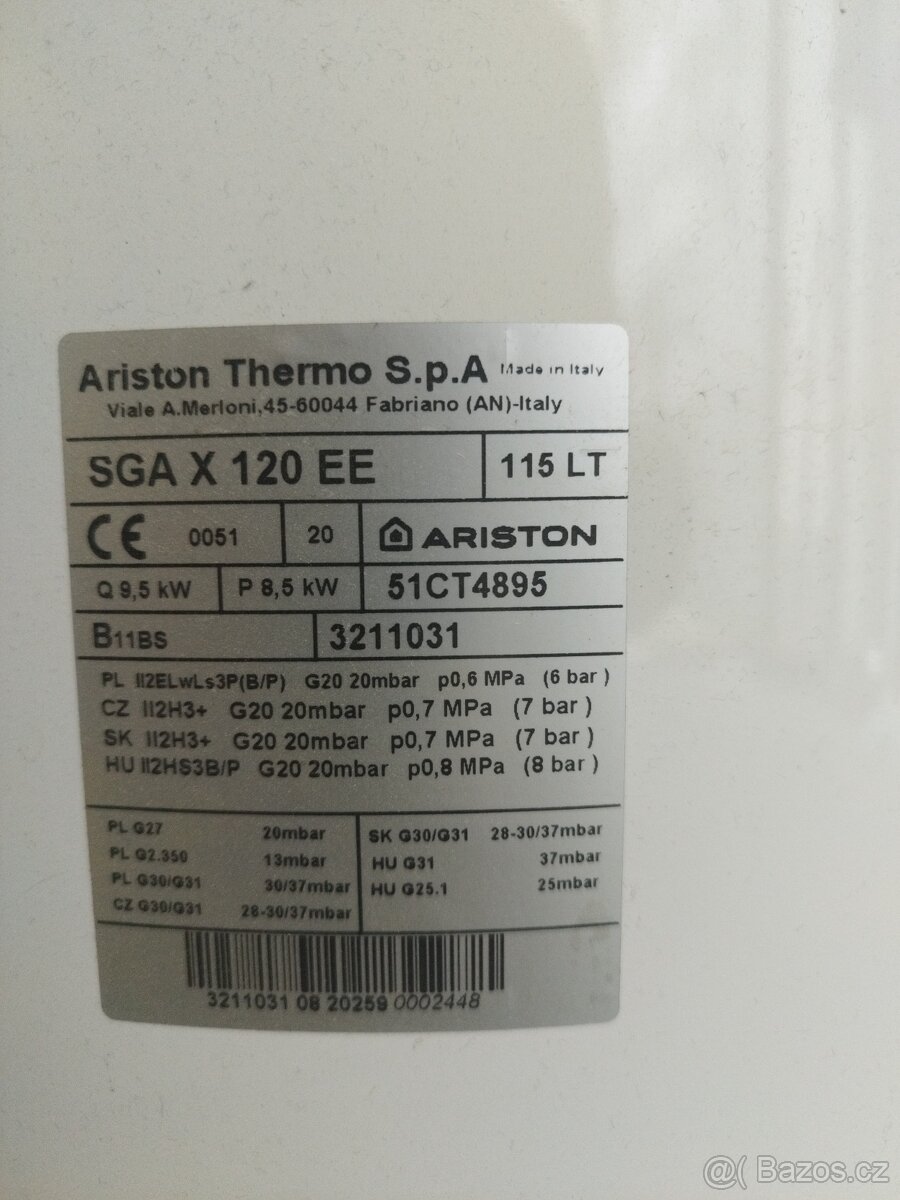 Ariston Thermo S.p.A Made in Italy
Viale A.Merloni,45-60044 Fabriano (AN)-Italy
SGA X 120 EE 115 LT
CE 0051 20 ARISTON
Q 9,5 kW P 8,5 kW 51CT4895
B11BS 3211031
PL II2ELwLs3P(B/P) G20 20mbar p0,6 MPa (6 bar)
CZ II2H3+ G20 20mbar p0,7 MPa (7 bar)
SK II2H3+ G20 20mbar p0,7 MPa (7 bar)
HU II2HS3B/P G20 20mbar p0,8 MPa (8 bar)
PL G27 20mbar
PL G2.350 13mbar
PL G30/G31 30/37mbar
CZ G30/G31 28-30/37mbar
SK G30/G31 28-30/37mbar
HU G31 37mbar
HU G25.1 25mbar
3211031 08 20259 0002448
@( Bazos.cz